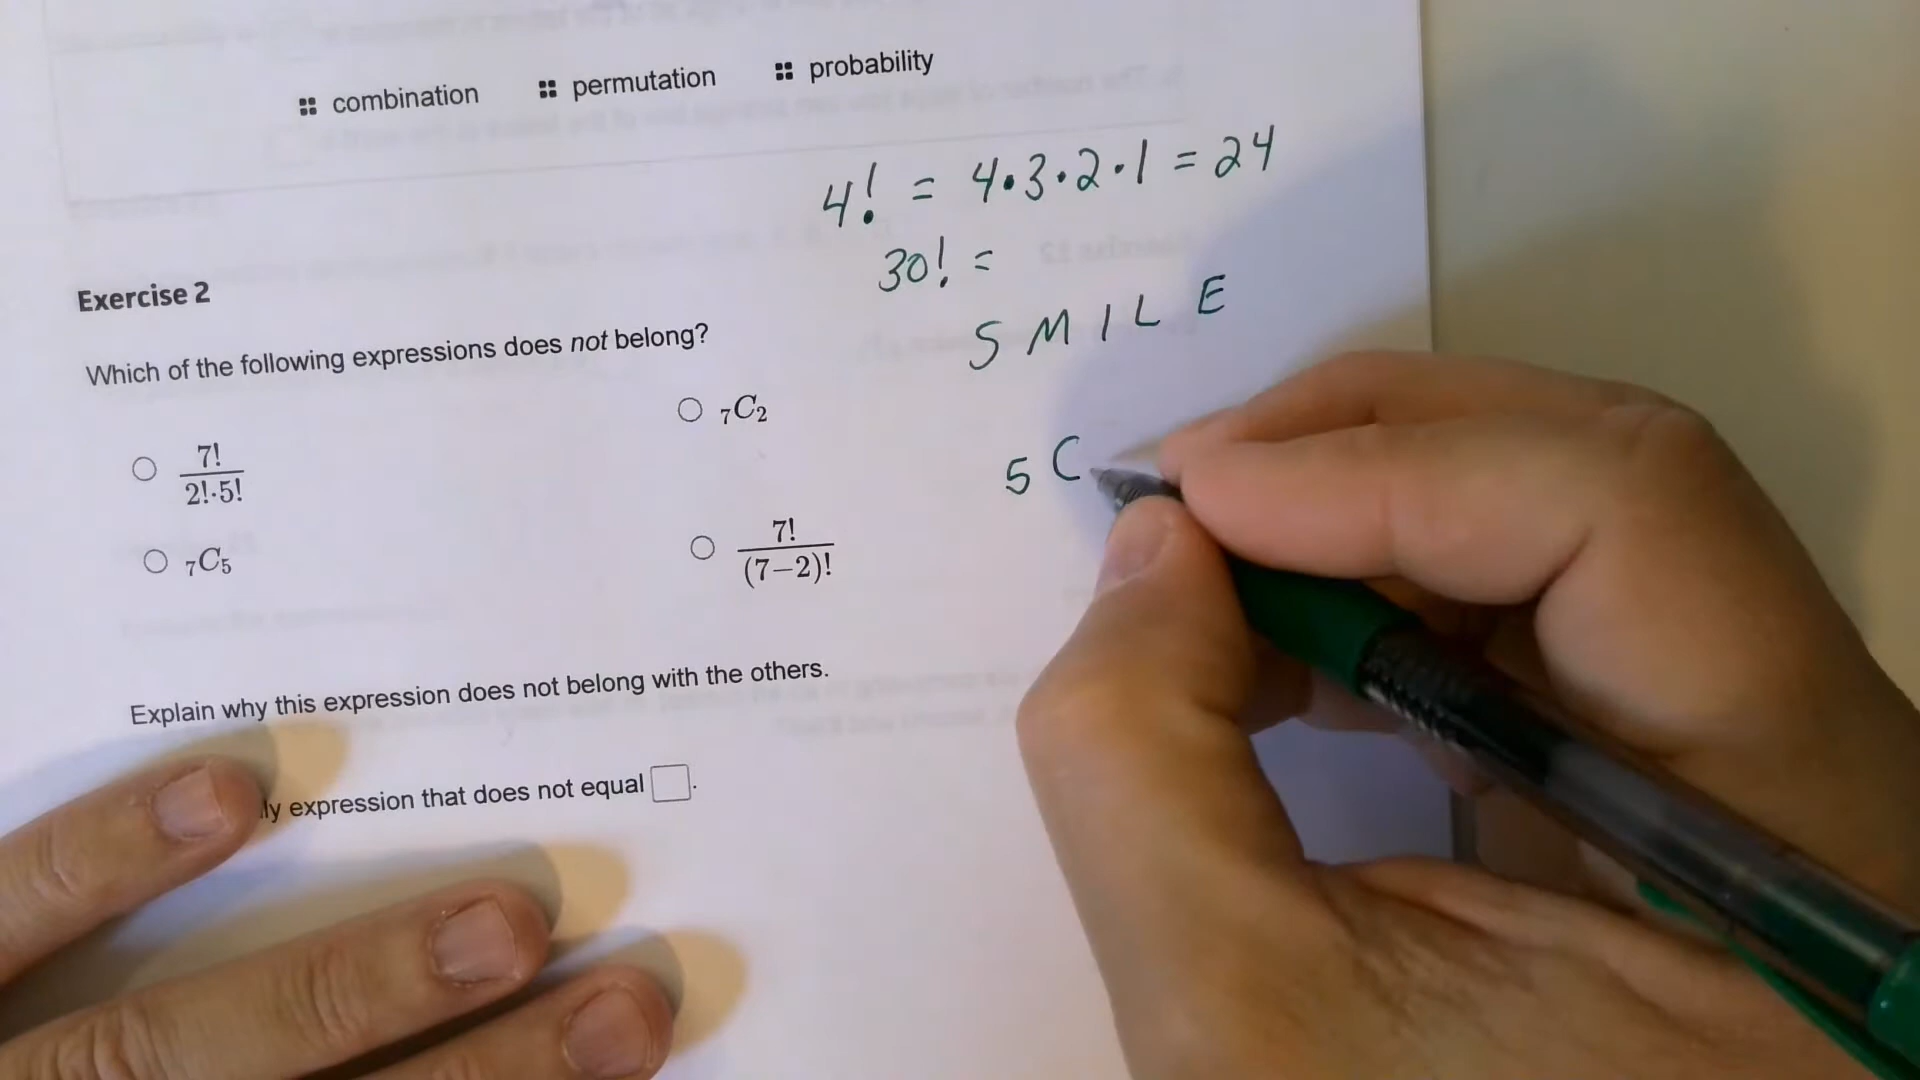 combination permutation probability
4! = 4·3·2·1 = 24
30! =
S M I L E
Exercise 2
Which of the following expressions does not belong?
₇C₂
7!
2!·5!
5 C
₇C₅
7!
(7−2)!
Explain why this expression does not belong with the others.
expression that does not equal .